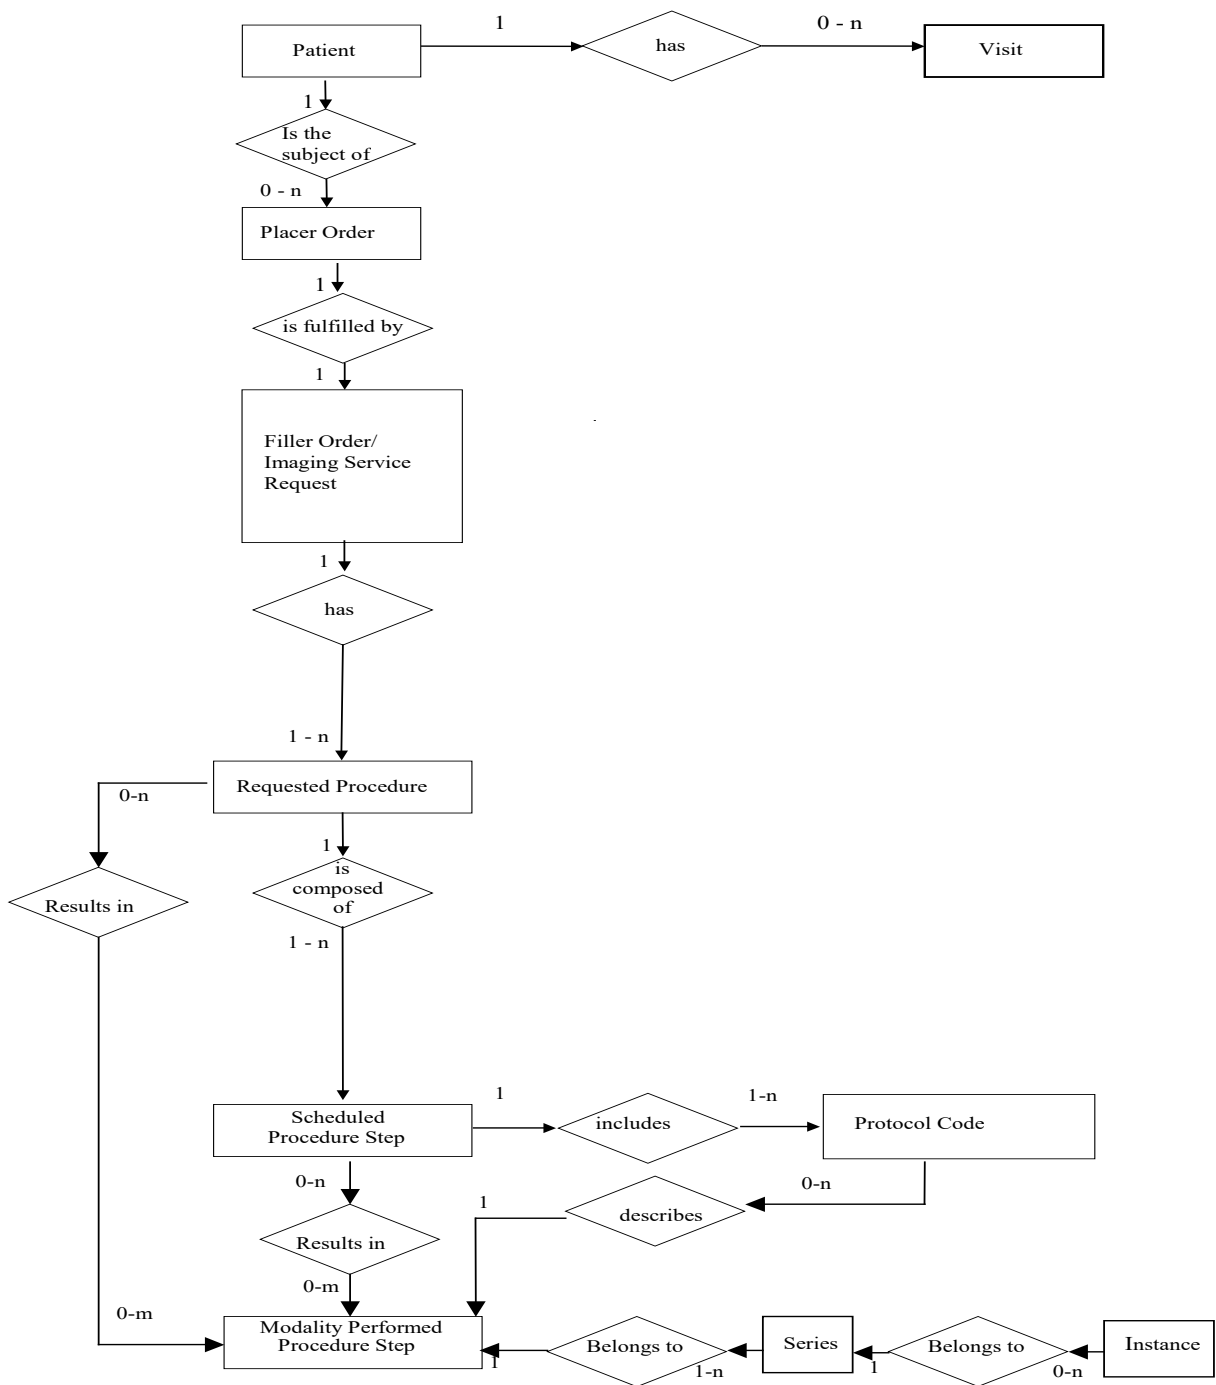 1
0 - n
Patient
has
Visit
1
Is the
subject of
0 - n
Placer Order
1
is fulfilled by
1
Filler Order/
Imaging Service
Request
1
has
1 - n
Requested Procedure
0-n
1
is
composed
of
Results in
1 - n
1
1-n
Scheduled
Procedure Step
includes
Protocol Code
0-n
0-n
1
describes
Results in
0-m
0-m
Modality Performed
Procedure Step
1
Belongs to
1-n
Series
1
Belongs to
0-n
Instance